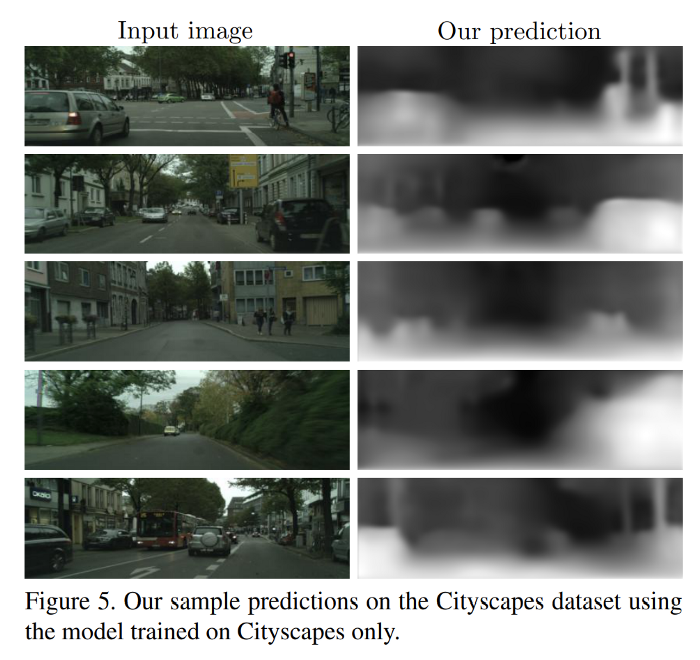 Input image
Our prediction
Figure 5. Our sample predictions on the Cityscapes dataset using
the model trained on Cityscapes only.